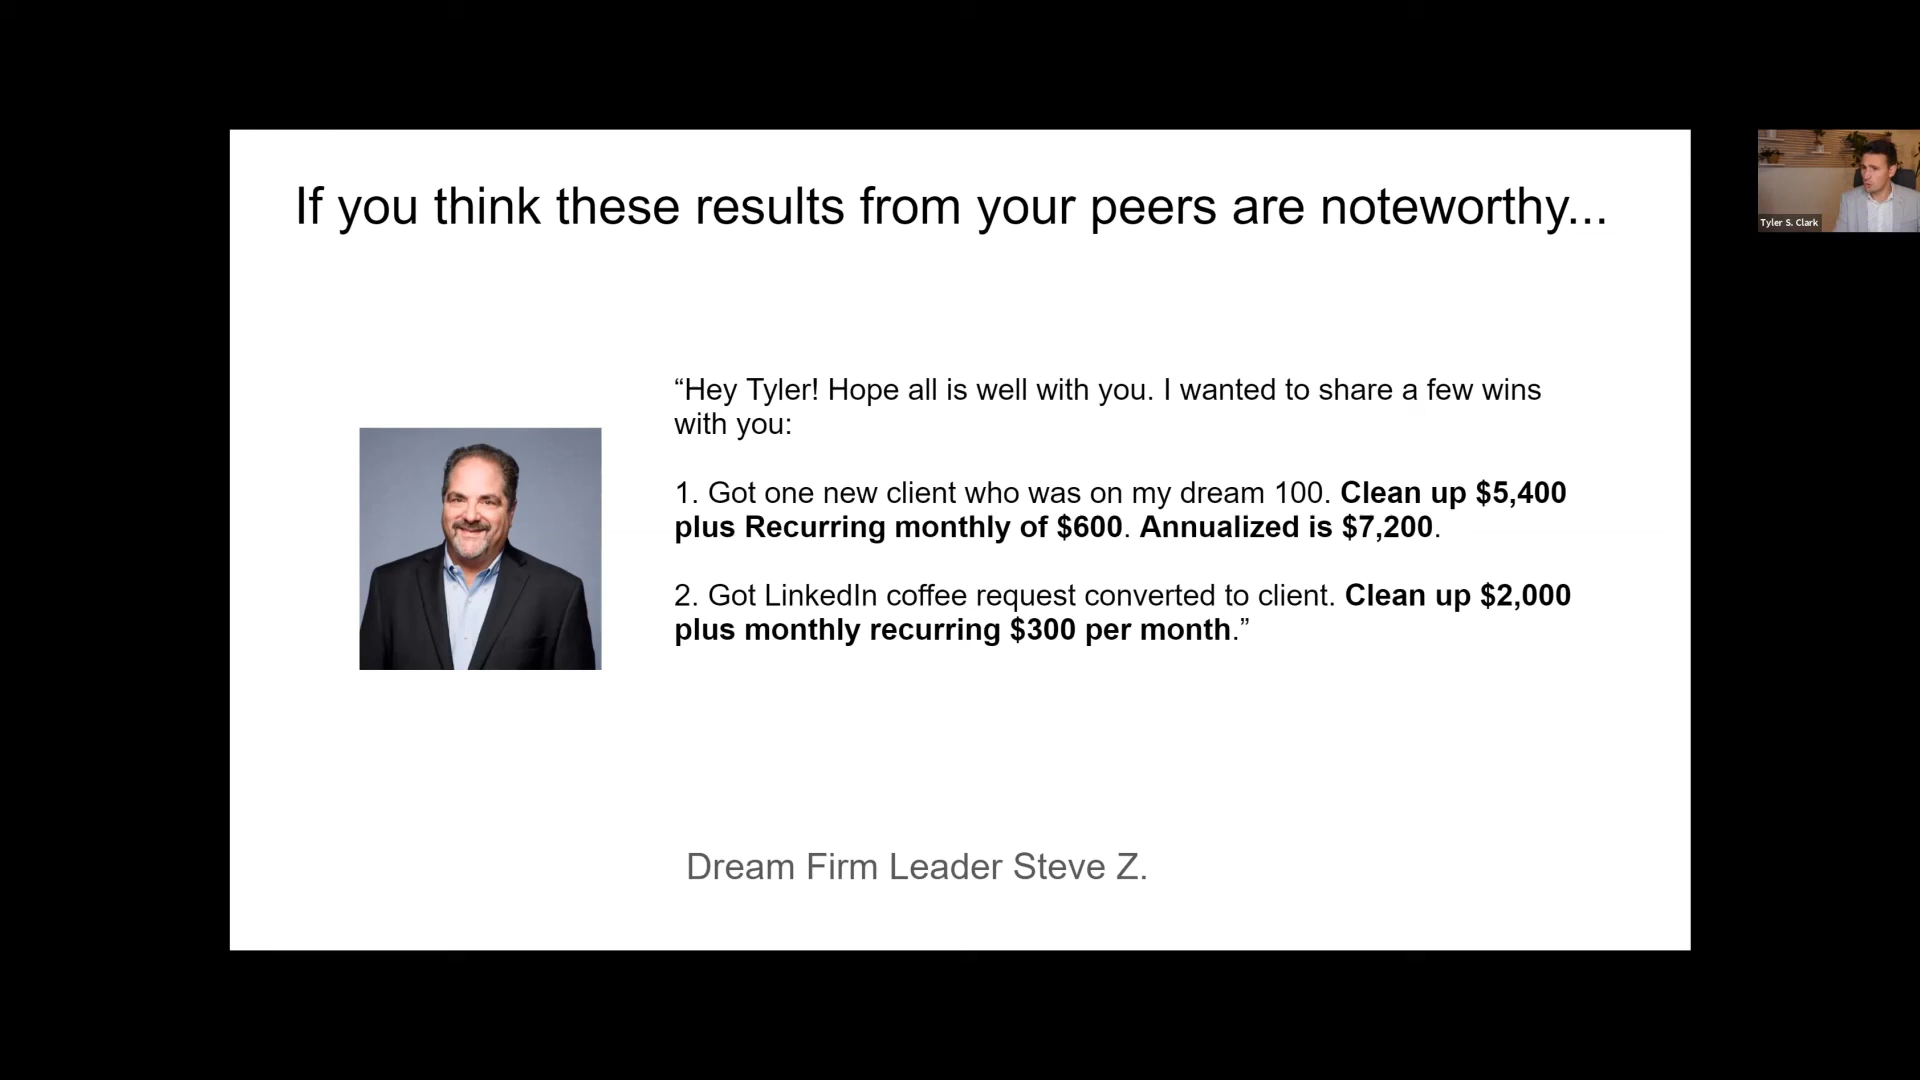 If you think these results from your peers are noteworthy...
Tyler S. Clark
“Hey Tyler! Hope all is well with you. I wanted to share a few wins
with you:
1. Got one new client who was on my dream 100. Clean up $5,400
plus Recurring monthly of $600. Annualized is $7,200.
2. Got LinkedIn coffee request converted to client. Clean up $2,000
plus monthly recurring $300 per month.”
Dream Firm Leader Steve Z.